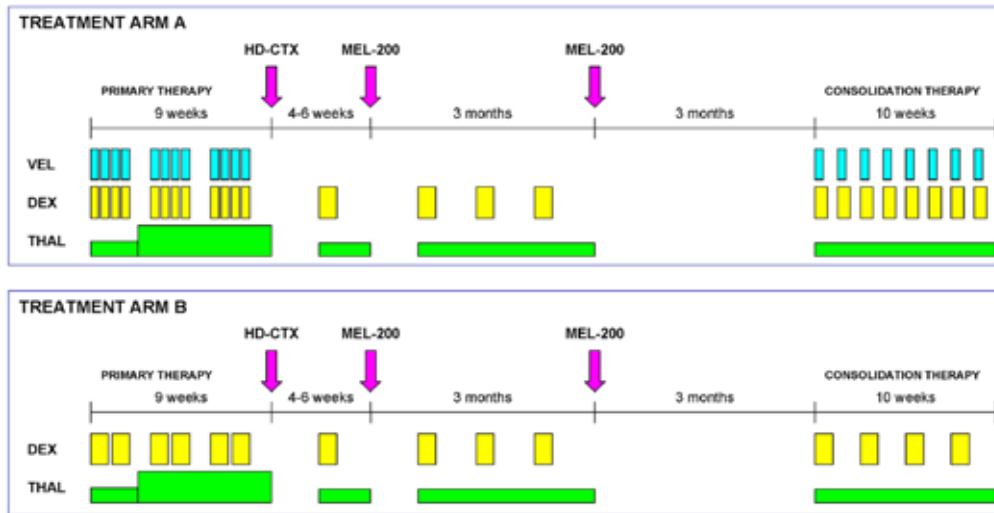 TREATMENT ARM A
HD-CTX MEL-200 MEL-200
PRIMARY THERAPY CONSOLIDATION THERAPY
9 weeks 4-6 weeks 3 months 3 months 10 weeks
VEL
DEX
THAL
TREATMENT ARM B
HD-CTX MEL-200 MEL-200
PRIMARY THERAPY CONSOLIDATION THERAPY
9 weeks 4-6 weeks 3 months 3 months 10 weeks
DEX
THAL